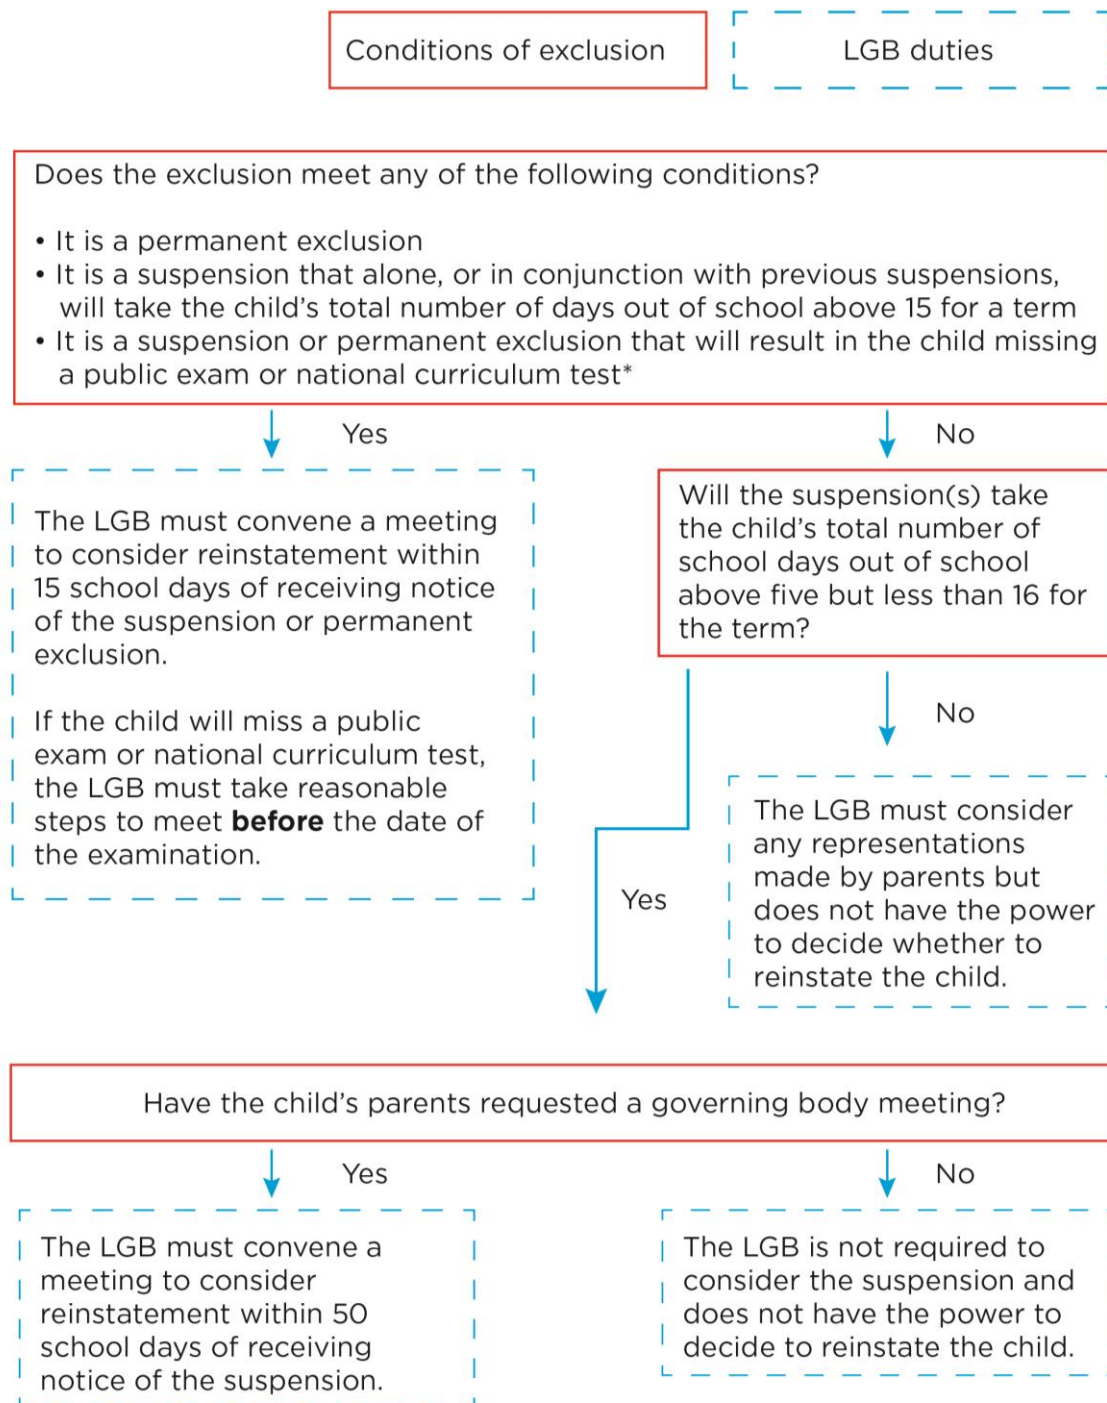 Conditions of exclusion
LGB duties
Does the exclusion meet any of the following conditions?
• It is a permanent exclusion
• It is a suspension that alone, or in conjunction with previous suspensions,
will take the child’s total number of days out of school above 15 for a term
• It is a suspension or permanent exclusion that will result in the child missing
a public exam or national curriculum test*
Yes
No
The LGB must convene a meeting
to consider reinstatement within
15 school days of receiving notice
of the suspension or permanent
exclusion.
If the child will miss a public
exam or national curriculum test,
the LGB must take reasonable
steps to meet before the date of
the examination.
Will the suspension(s) take
the child’s total number of
school days out of school
above five but less than 16 for
the term?
No
Yes
The LGB must consider
any representations
made by parents but
does not have the power
to decide whether to
reinstate the child.
Have the child’s parents requested a governing body meeting?
Yes
No
The LGB must convene a
meeting to consider
reinstatement within 50
school days of receiving
notice of the suspension.
The LGB is not required to
consider the suspension and
does not have the power to
decide to reinstate the child.